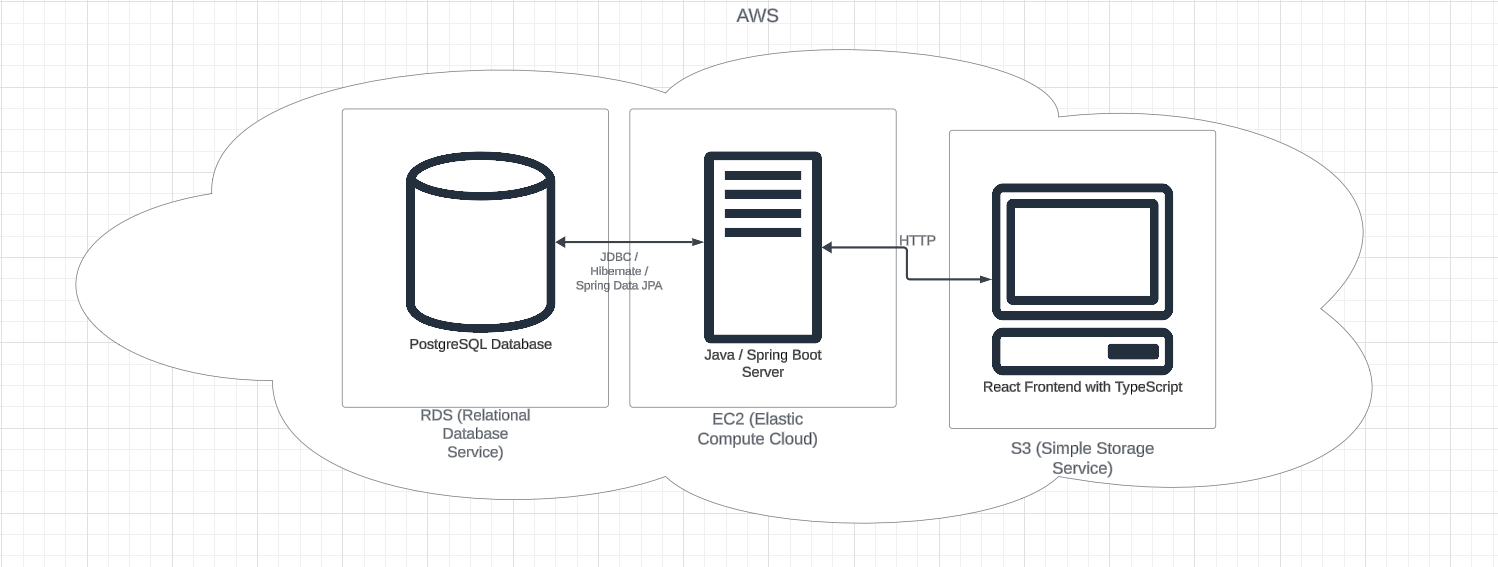 AWS
HTTP
JDBC /
Hibernate /
Spring Data JPA
PostgreSQL Database
Java / Spring Boot
Server
React Frontend with TypeScript
RDS (Relational
Database
Service)
EC2 (Elastic
Compute Cloud)
S3 (Simple Storage
Service)